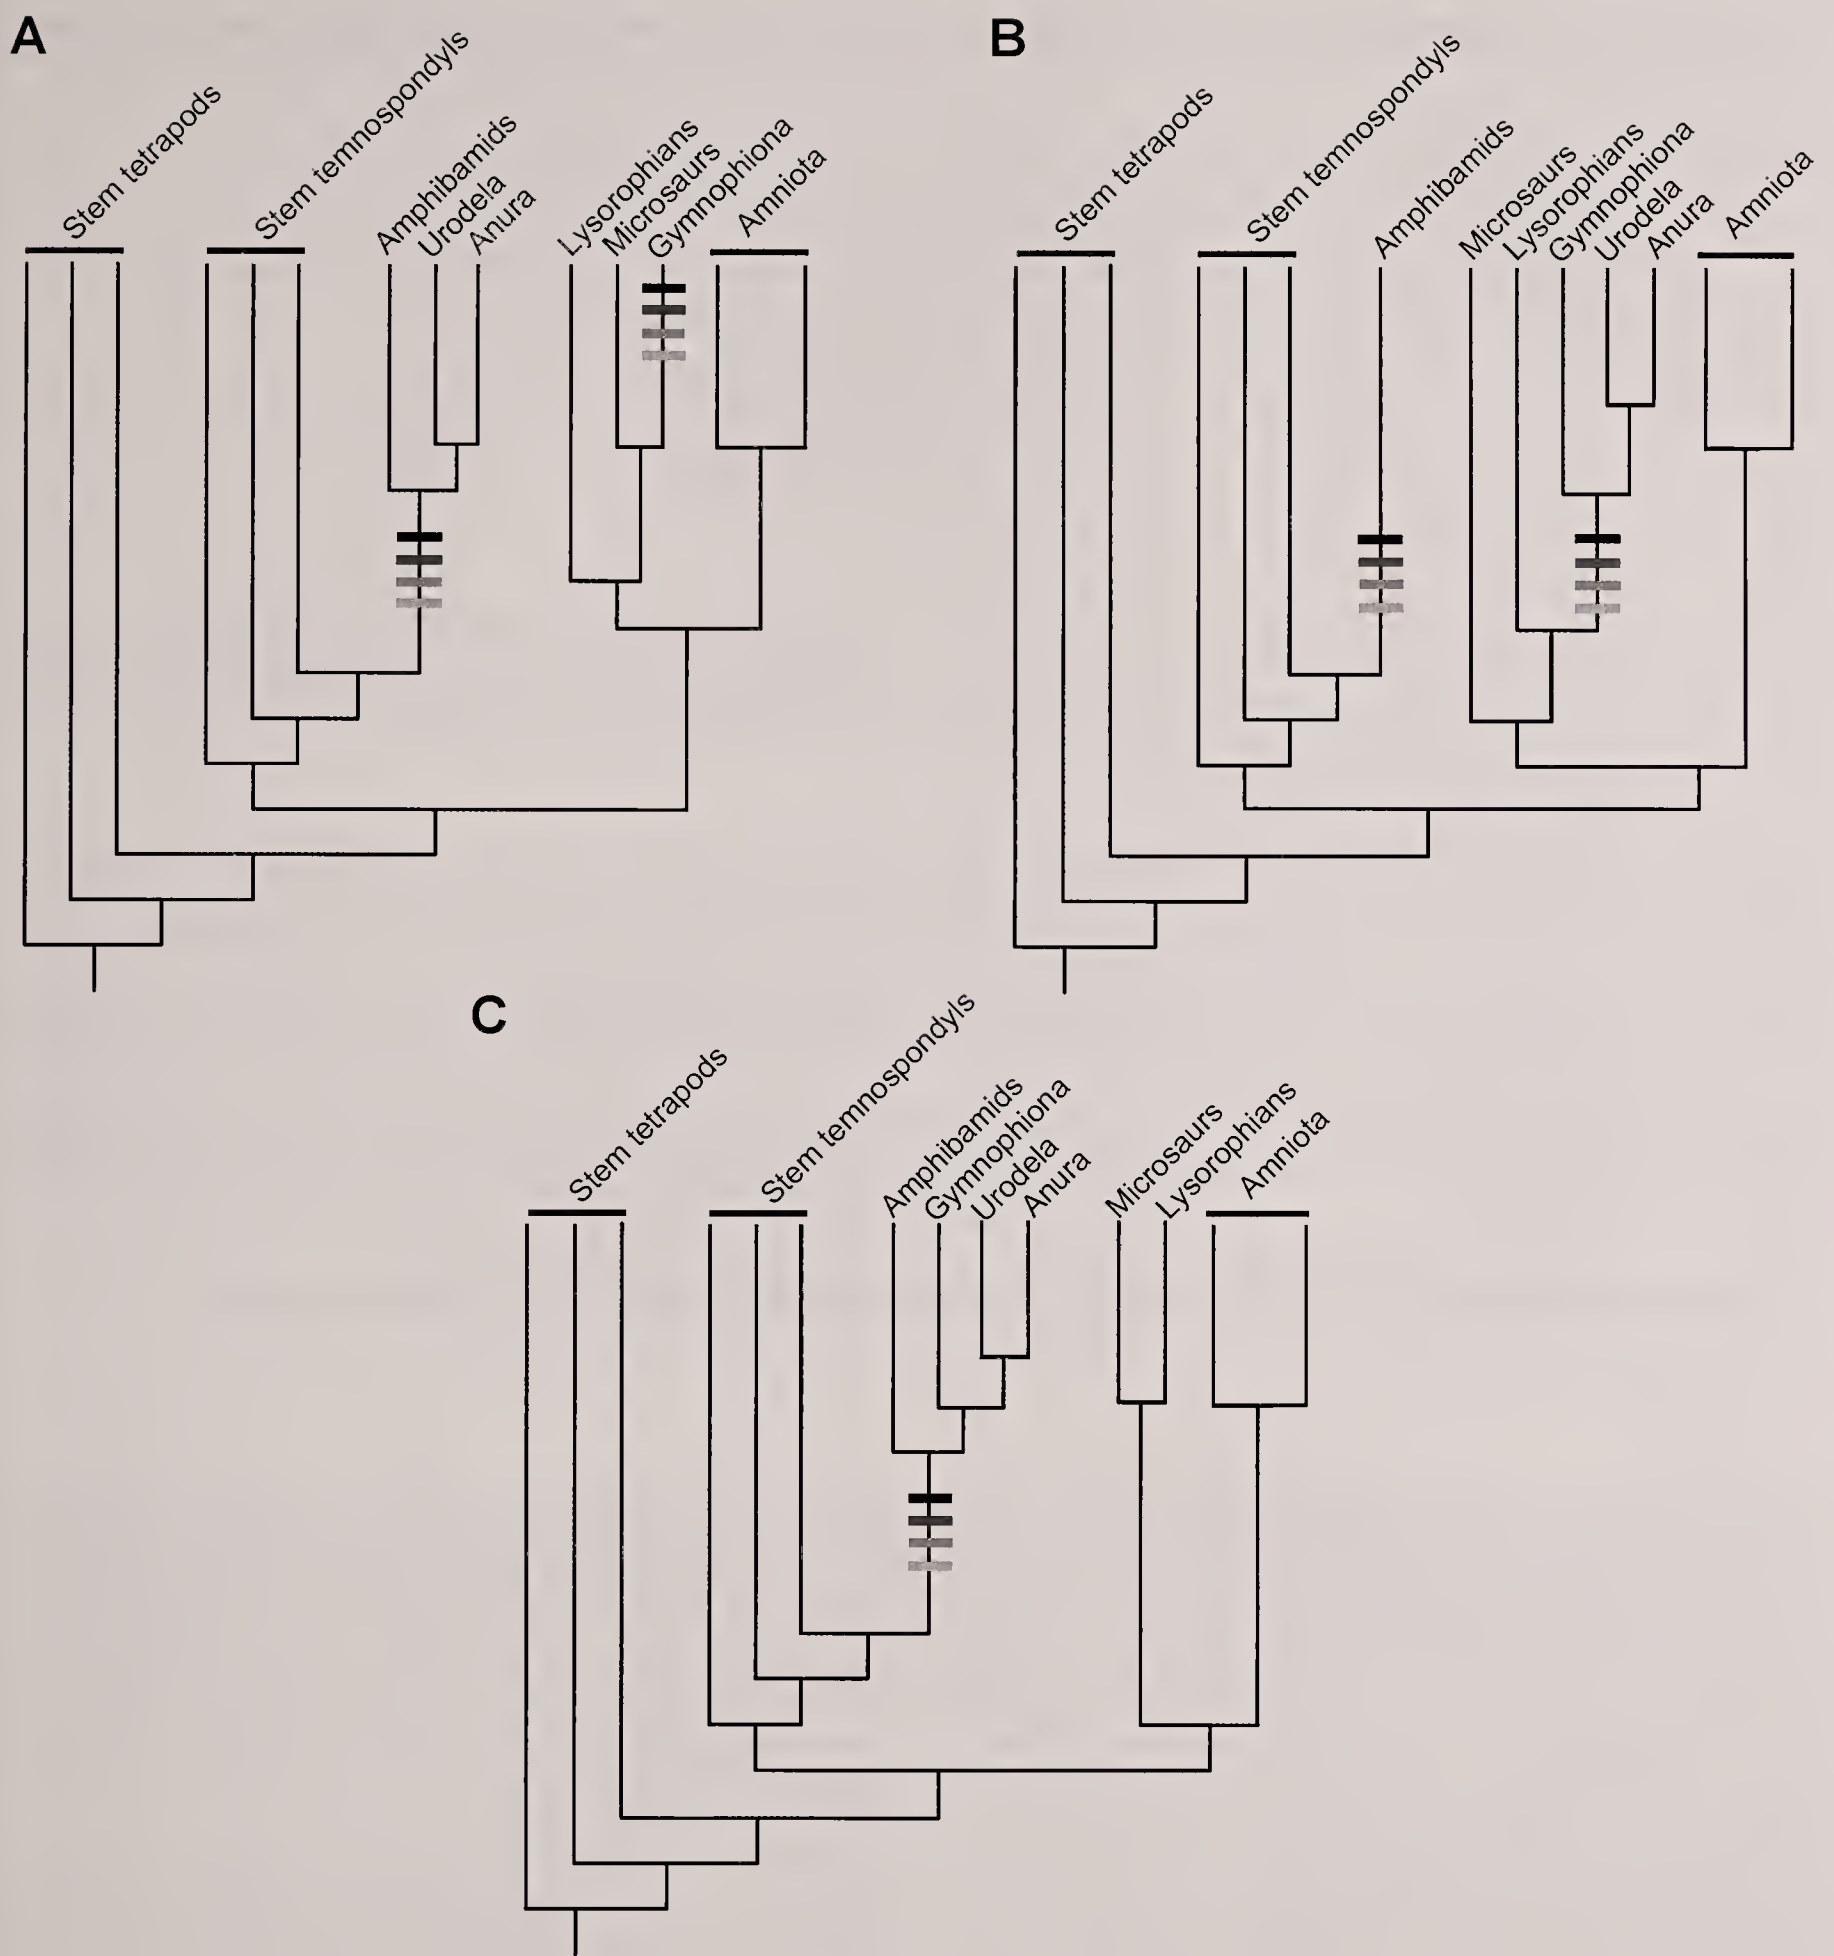 A
Stem tetrapods
Stem temnospondyls
Amphibamids
Urodela
Anura
Lysorophians
Microsaurs
Gymnophiona
Amniota
B
Stem tetrapods
Stem temnospondyls
Amphibamids
Microsaurs
Lysorophians
Gymnophiona
Urodela
Anura
Amniota
C
Stem tetrapods
Stem temnospondyls
Amphibamids
Gymnophiona
Urodela
Anura
Microsaurs
Lysorophians
Amniota